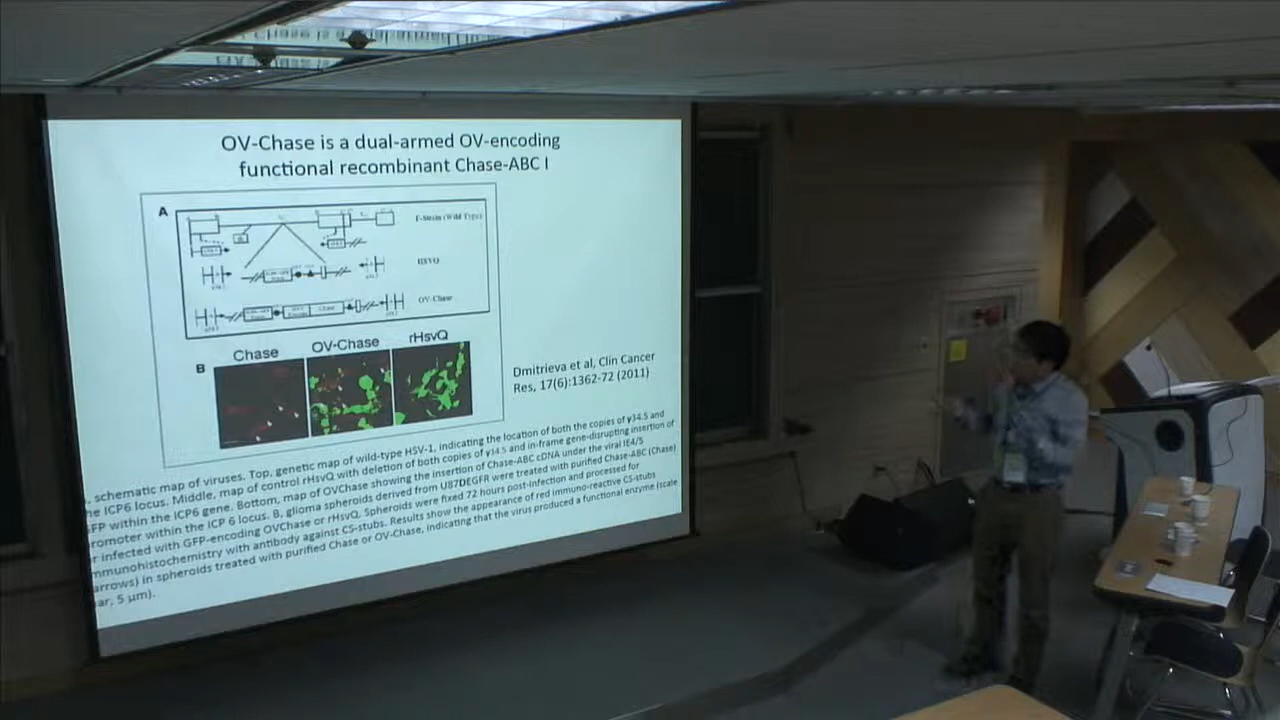 OV-Chase is a dual-armed OV-encoding
functional recombinant Chase-ABC I
A
F-Strain (Wild Type)
HSVQ
OV-Chase
B
Chase
OV-Chase
rHsvQ
Dmitrieva et al, Clin Cancer
Res, 17(6):1362-72 (2011)
, schematic map of viruses. Top, genetic map of wild-type HSV-1, indicating the location of both the copies of γ34.5 and
he ICP6 locus. Middle, map of control rHsvQ with deletion of both copies of γ34.5 and in-frame gene-disrupting insertion of
FP within the ICP6 gene. Bottom, map of OVChase showing the insertion of Chase-ABC cDNA under the viral IE4/5
romoter within the ICP 6 locus. B, glioma spheroids derived from U87DEGFR were treated with purified Chase-ABC (Chase)
r infected with GFP-encoding OVChase or rHsvQ. Spheroids were fixed 72 hours post-infection and processed for
mmunohistochemistry with antibody against CS-stubs. Results show the appearance of red immuno-reactive CS-stubs
arrows) in spheroids treated with purified Chase or OV-Chase, indicating that the virus produced a functional enzyme (scale
ar, 5 μm).